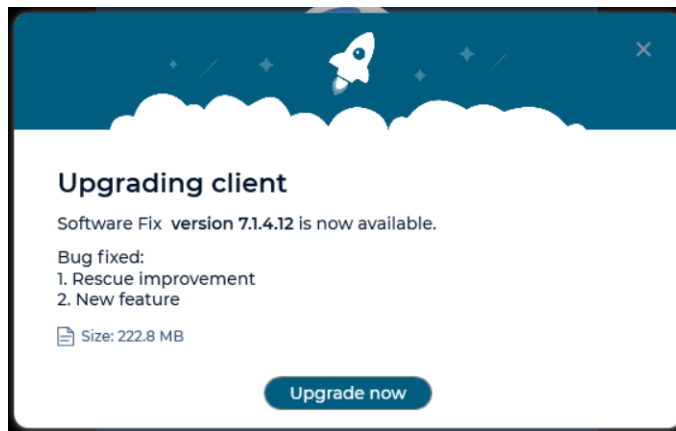 Upgrading client
Software Fix version 7.1.4.12 is now available.
Bug fixed:
1. Rescue improvement
2. New feature
Size: 222.8 MB
Upgrade now